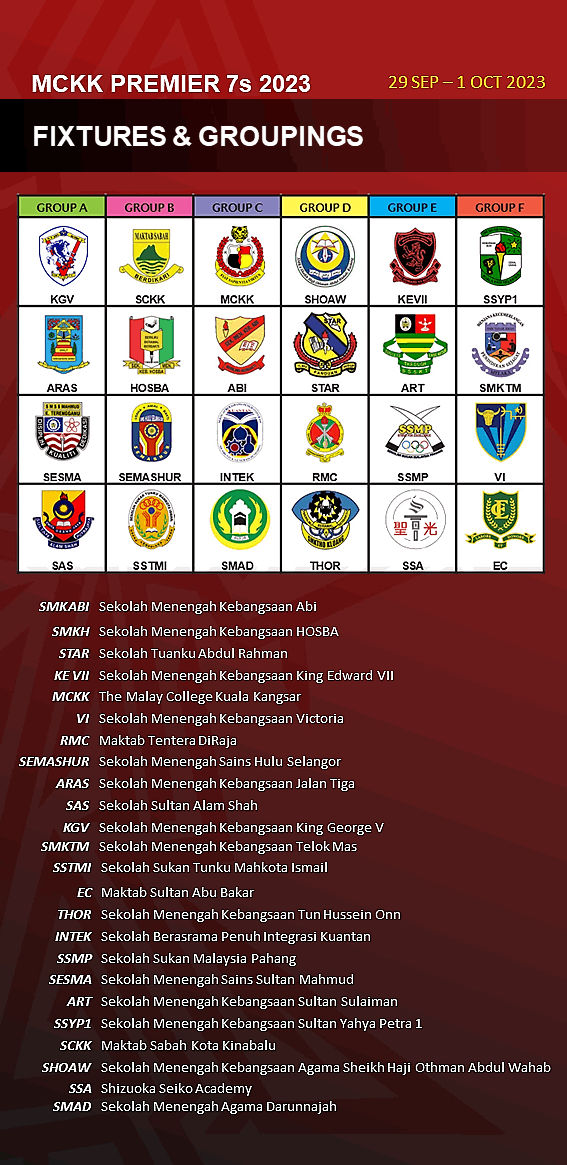 MCKK PREMIER 7s 2023
29 SEP – 1 OCT 2023
FIXTURES & GROUPINGS
GROUP A GROUP B GROUP C GROUP D GROUP E GROUP F
MAKTAB SABAH
BERDIKARI
KGV SCKK MCKK SHOAW KEVII SSYP1
STAR
ARAS HOSBA ABI STAR ART SMKTM
SSMP
SESMA SEMASHUR INTEK RMC SSMP VI
聖 光
SAS SSTMI SMAD THOR SSA EC
SMKABI Sekolah Menengah Kebangsaan Abi
SMKH Sekolah Menengah Kebangsaan HOSBA
STAR Sekolah Tuanku Abdul Rahman
KE VII Sekolah Menengah Kebangsaan King Edward VII
MCKK The Malay College Kuala Kangsar
VI Sekolah Menengah Kebangsaan Victoria
RMC Maktab Tentera DiRaja
SEMASHUR Sekolah Menengah Sains Hulu Selangor
ARAS Sekolah Menengah Kebangsaan Jalan Tiga
SAS Sekolah Sultan Alam Shah
KGV Sekolah Menengah Kebangsaan King George V
SMKTM Sekolah Menengah Kebangsaan Telok Mas
SSTMI Sekolah Sukan Tunku Mahkota Ismail
EC Maktab Sultan Abu Bakar
THOR Sekolah Menengah Kebangsaan Tun Hussein Onn
INTEK Sekolah Berasrama Penuh Integrasi Kuantan
SSMP Sekolah Sukan Malaysia Pahang
SESMA Sekolah Menengah Sains Sultan Mahmud
ART Sekolah Menengah Kebangsaan Sultan Sulaiman
SSYP1 Sekolah Menengah Kebangsaan Sultan Yahya Petra 1
SCKK Maktab Sabah Kota Kinabalu
SHOAW Sekolah Menengah Kebangsaan Agama Sheikh Haji Othman Abdul Wahab
SSA Shizuoka Seiko Academy
SMAD Sekolah Menengah Agama Darunnajah